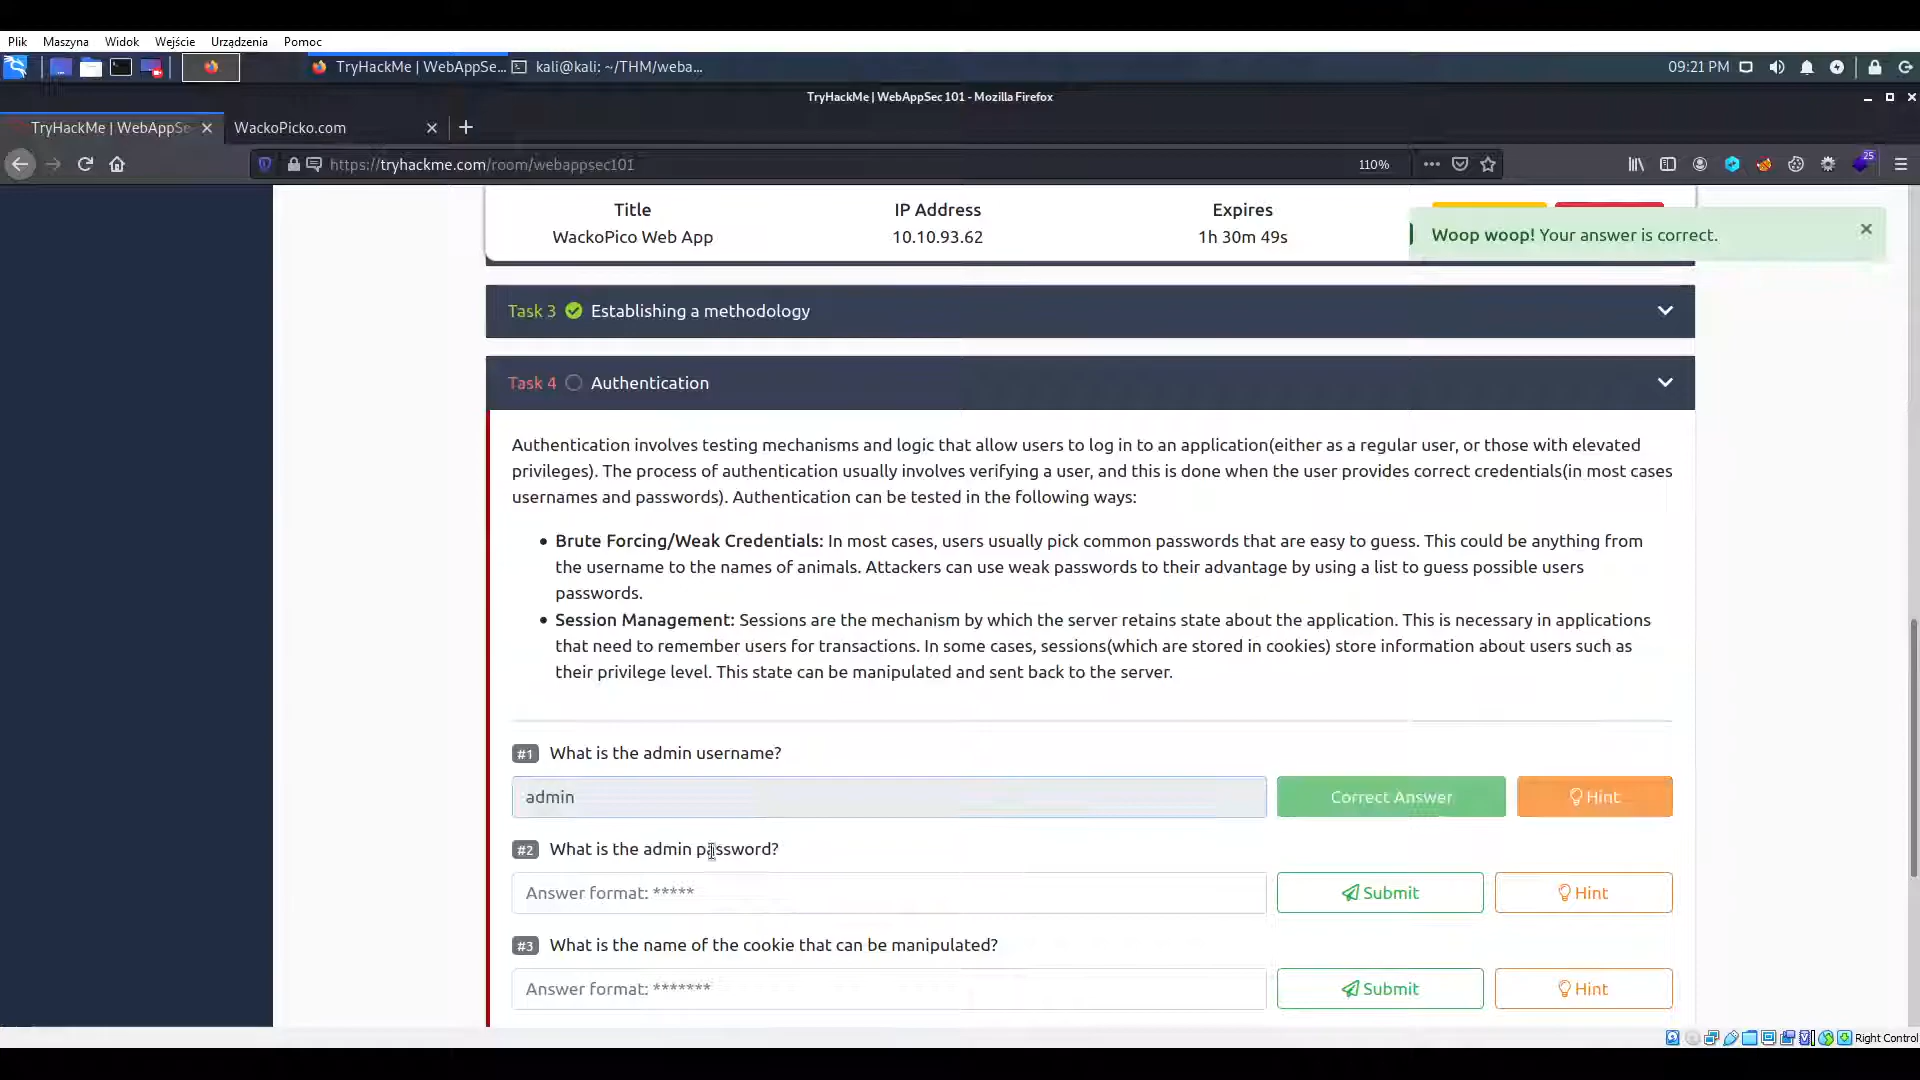 Plik Maszyna Widok Wejście Urządzenia Pomoc
TryHackMe | WebAppSe... kali@kali: ~/THM/weba... 09:21 PM
TryHackMe | WebAppSec 101 - Mozilla Firefox
TryHackMe | WebAppSe WackoPicko.com
https://tryhackme.com/room/webappsec101 110% 25
Title IP Address Expires
WackoPico Web App 10.10.93.62 1h 30m 49s
Woop woop! Your answer is correct.
Task 3 Establishing a methodology
Task 4 Authentication
Authentication involves testing mechanisms and logic that allow users to log in to an application(either as a regular user, or those with elevated
privileges). The process of authentication usually involves verifying a user, and this is done when the user provides correct credentials(in most cases
usernames and passwords). Authentication can be tested in the following ways:
• Brute Forcing/Weak Credentials: In most cases, users usually pick common passwords that are easy to guess. This could be anything from
the username to the names of animals. Attackers can use weak passwords to their advantage by using a list to guess possible users
passwords.
• Session Management: Sessions are the mechanism by which the server retains state about the application. This is necessary in applications
that need to remember users for transactions. In some cases, sessions(which are stored in cookies) store information about users such as
their privilege level. This state can be manipulated and sent back to the server.
#1 What is the admin username?
admin Correct Answer Hint
#2 What is the admin password?
Answer format: ***** Submit Hint
#3 What is the name of the cookie that can be manipulated?
Answer format: ******* Submit Hint
Right Control